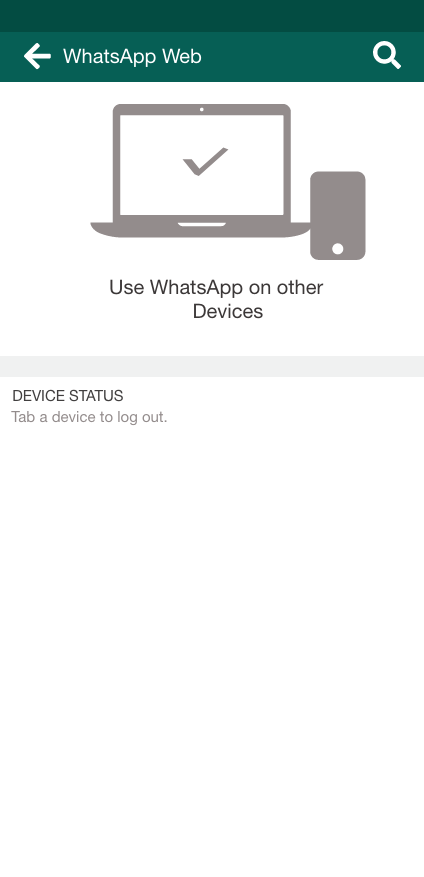 WhatsApp Web
Use WhatsApp on other
Devices
DEVICE STATUS
Tab a device to log out.